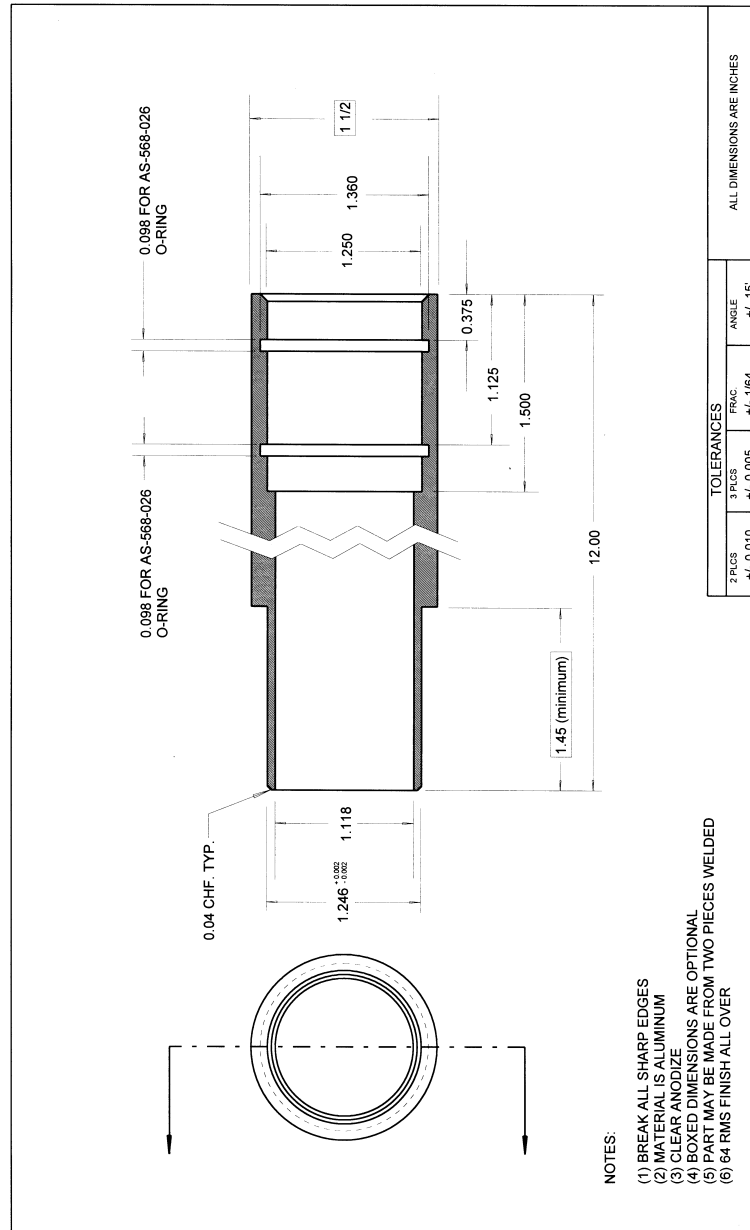 0.098 FOR AS-568-026
O-RING
0.098 FOR AS-568-026
O-RING
0.04 CHF. TYP.
1.246 + 0.002
- 0.002
1.118
1.45 (minimum)
12.00
1.500
1.125
0.375
1.250
1.360
1 1/2
NOTES:
(1) BREAK ALL SHARP EDGES
(2) MATERIAL IS ALUMINUM
(3) CLEAR ANODIZE
(4) BOXED DIMENSIONS ARE OPTIONAL
(5) PART MAY BE MADE FROM TWO PIECES WELDED
(6) 64 RMS FINISH ALL OVER
TOLERANCES
2 PLCS 3 PLCS FRAC. ANGLE
+/- 0.010 +/- 0.005 +/- 1/64 +/- 15'
ALL DIMENSIONS ARE INCHES